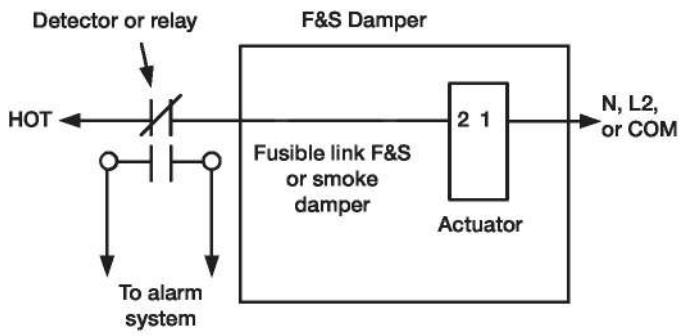 Detector or relay
F&S Damper
HOT
2 1
N, L2,
or COM
Fusible link F&S
or smoke
damper
Actuator
To alarm
system